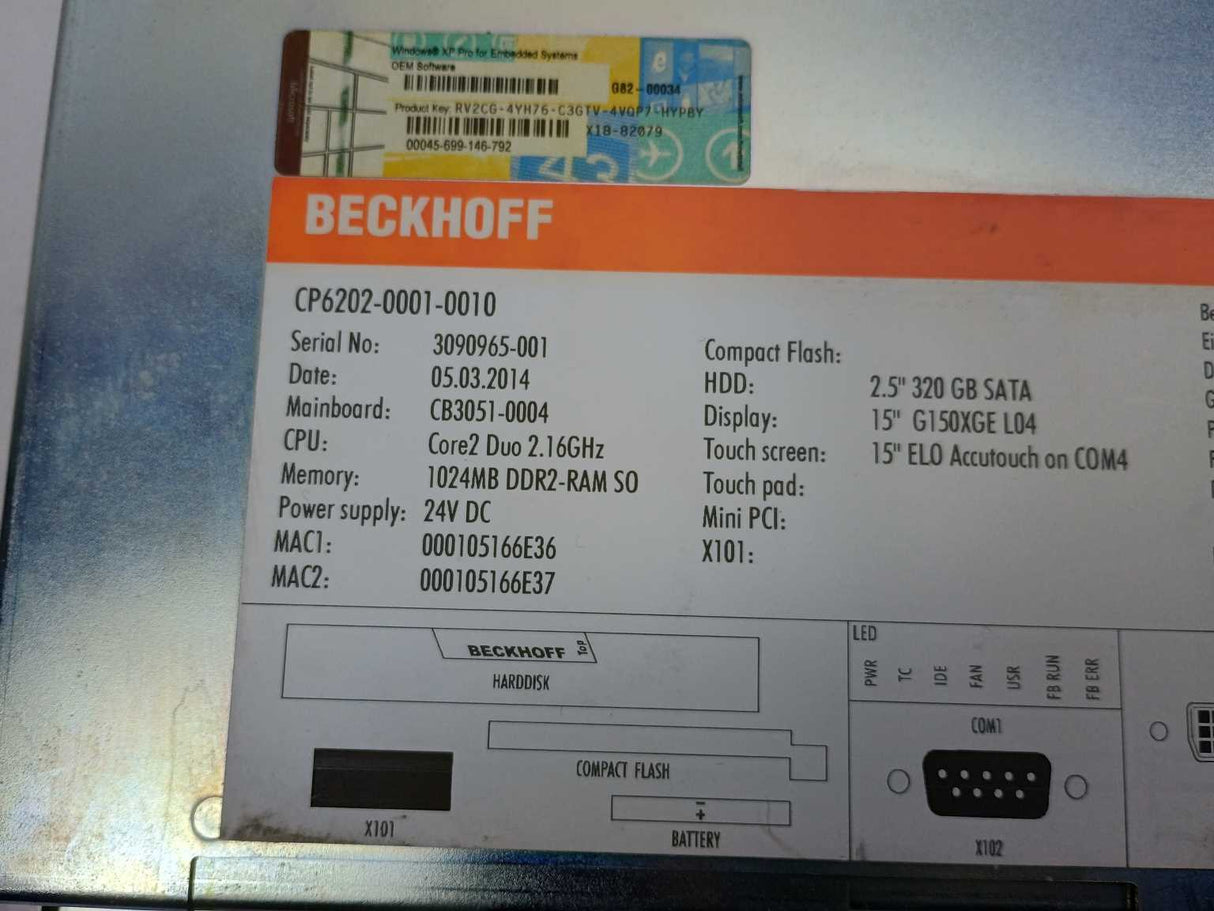 Windows® XP Pro for Embedded Systems
OEM Software
G82-00034
Product Key: RV2CG-4YH76-C3GTV-4VQP7-HYPBY
X18-82079
00045-699-146-792
BECKHOFF
CP6202-0001-0010
Serial No: 3090965-001
Date: 05.03.2014
Mainboard: CB3051-0004
CPU: Core2 Duo 2.16GHz
Memory: 1024MB DDR2-RAM SO
Power supply: 24V DC
MAC1: 000105166E36
MAC2: 000105166E37
Compact Flash:
HDD: 2.5" 320 GB SATA
Display: 15" G150XGE L04
Touch screen: 15" ELO Accutouch on COM4
Touch pad:
Mini PCI:
X101:
Be
Ei
D
G
BECKHOFF Top
HARDDISK
COMPACT FLASH
- +
BATTERY
X101
LED
PWR TC IDE FAN USR FB RUN FB ERR
COM1
X102